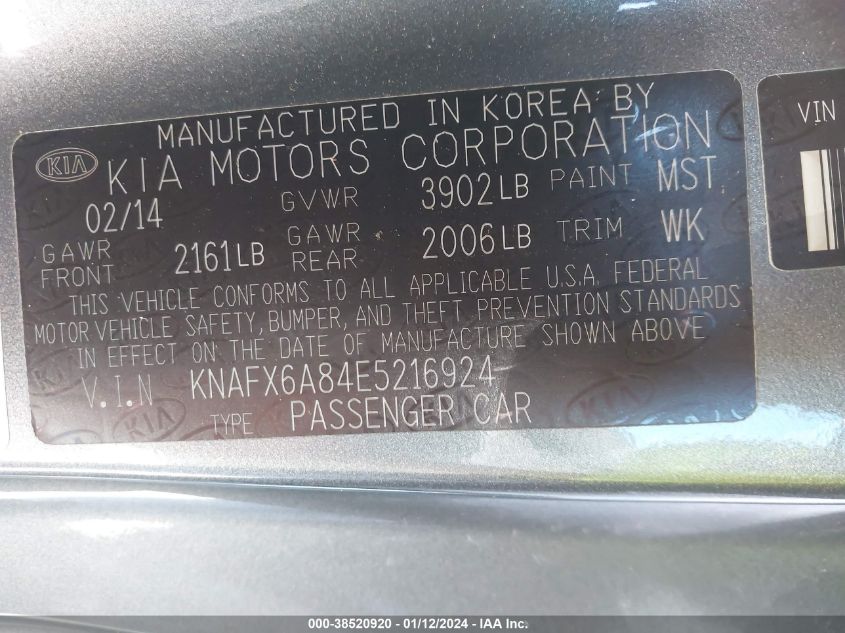 MANUFACTURED IN KOREA BY
KIA KIA MOTORS CORPORATION
02/14 GVWR 3902LB PAINT MST
GAWR FRONT 2161LB GAWR REAR 2006LB TRIM WK
THIS VEHICLE CONFORMS TO ALL APPLICABLE U.S.A. FEDERAL
MOTOR VEHICLE SAFETY, BUMPER, AND THEFT PREVENTION STANDARDS
IN EFFECT ON THE DATE OF MANUFACTURE SHOWN ABOVE
V.I.N KNAFX6A84E5216924
TYPE PASSENGER CAR
VIN
000-38520920 - 01/12/2024 - IAAI, Inc.